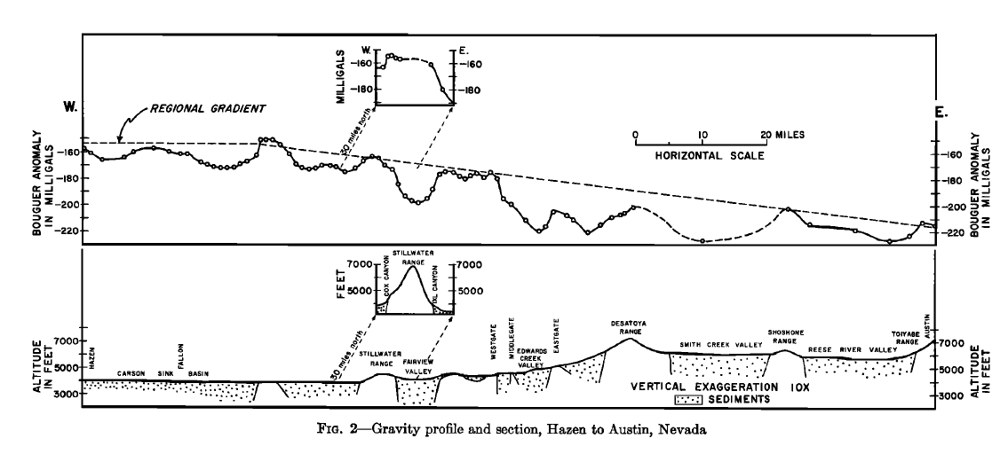 W. E.
MILLIGALS
-160 -160
-180 -180
W.
REGIONAL GRADIENT
30 miles north
E.
0 10 20 MILES
HORIZONTAL SCALE
BOUGUER ANOMALY
IN MILLIGALS
-160
-180
-200
-220
-160
-180
-200
-220
BOUGUER ANOMALY
IN MILLIGALS
STILLWATER
RANGE
FEET
7000 7000
5000 5000
COX CANYON
IXL CANYON
30 miles north
ALTITUDE
IN FEET
7000
5000
3000
HAZEN
CARSON SINK BASIN
FALLON
STILLWATER
RANGE
FAIRVIEW
VALLEY
WESTGATE
MIDDLEGATE
EDWARDS
CREEK
VALLEY
EASTGATE
DESATOYA
RANGE
SMITH CREEK VALLEY
SHOSHONE
RANGE
REESE RIVER VALLEY
TOIYABE
RANGE
AUSTIN
7000
5000
3000
ALTITUDE
IN FEET
VERTICAL EXAGGERATION 10X
SEDIMENTS
FIG. 2—Gravity profile and section, Hazen to Austin, Nevada